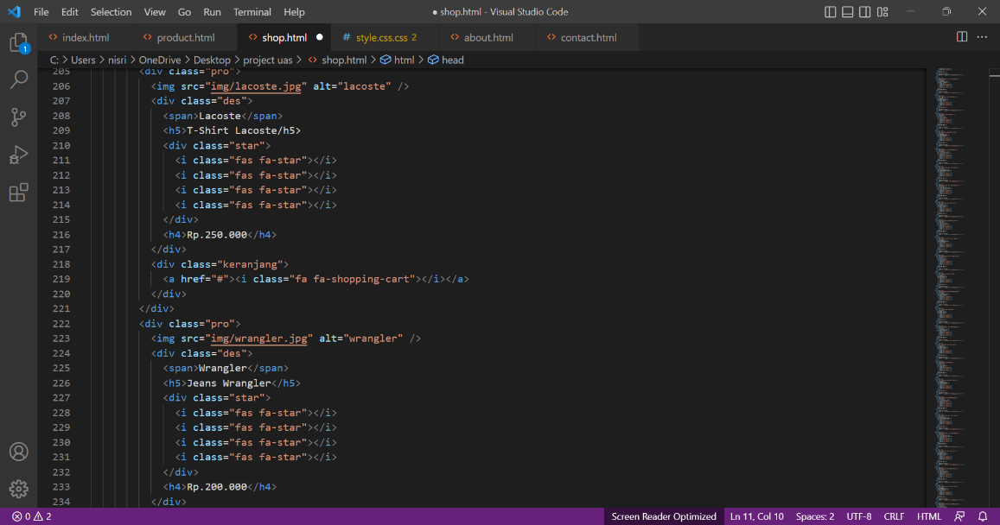 File Edit Selection View Go Run Terminal Help ● shop.html - Visual Studio Code
index.html product.html shop.html ● # style.css.css 2 about.html contact.html
1
C: > Users > nisri > OneDrive > Desktop > project uas > <> shop.html > html > head
205 <div class="pro">
206 <img src="img/lacoste.jpg" alt="lacoste" />
207 <div class="des">
208 <span>Lacoste</span>
209 <h5>T-Shirt Lacoste/h5>
210 <div class="star">
211 <i class="fas fa-star"></i>
212 <i class="fas fa-star"></i>
213 <i class="fas fa-star"></i>
214 <i class="fas fa-star"></i>
215 </div>
216 <h4>Rp.250.000</h4>
217 </div>
218 <div class="keranjang">
219 <a href="#"><i class="fa fa-shopping-cart"></i></a>
220 </div>
221 </div>
222 <div class="pro">
223 <img src="img/wrangler.jpg" alt="wrangler" />
224 <div class="des">
225 <span>Wrangler</span>
226 <h5>Jeans Wrangler</h5>
227 <div class="star">
228 <i class="fas fa-star"></i>
229 <i class="fas fa-star"></i>
230 <i class="fas fa-star"></i>
231 <i class="fas fa-star"></i>
232 </div>
233 <h4>Rp.200.000</h4>
234 </div>
0 2 Screen Reader Optimized Ln 11, Col 10 Spaces: 2 UTF-8 CRLF HTML